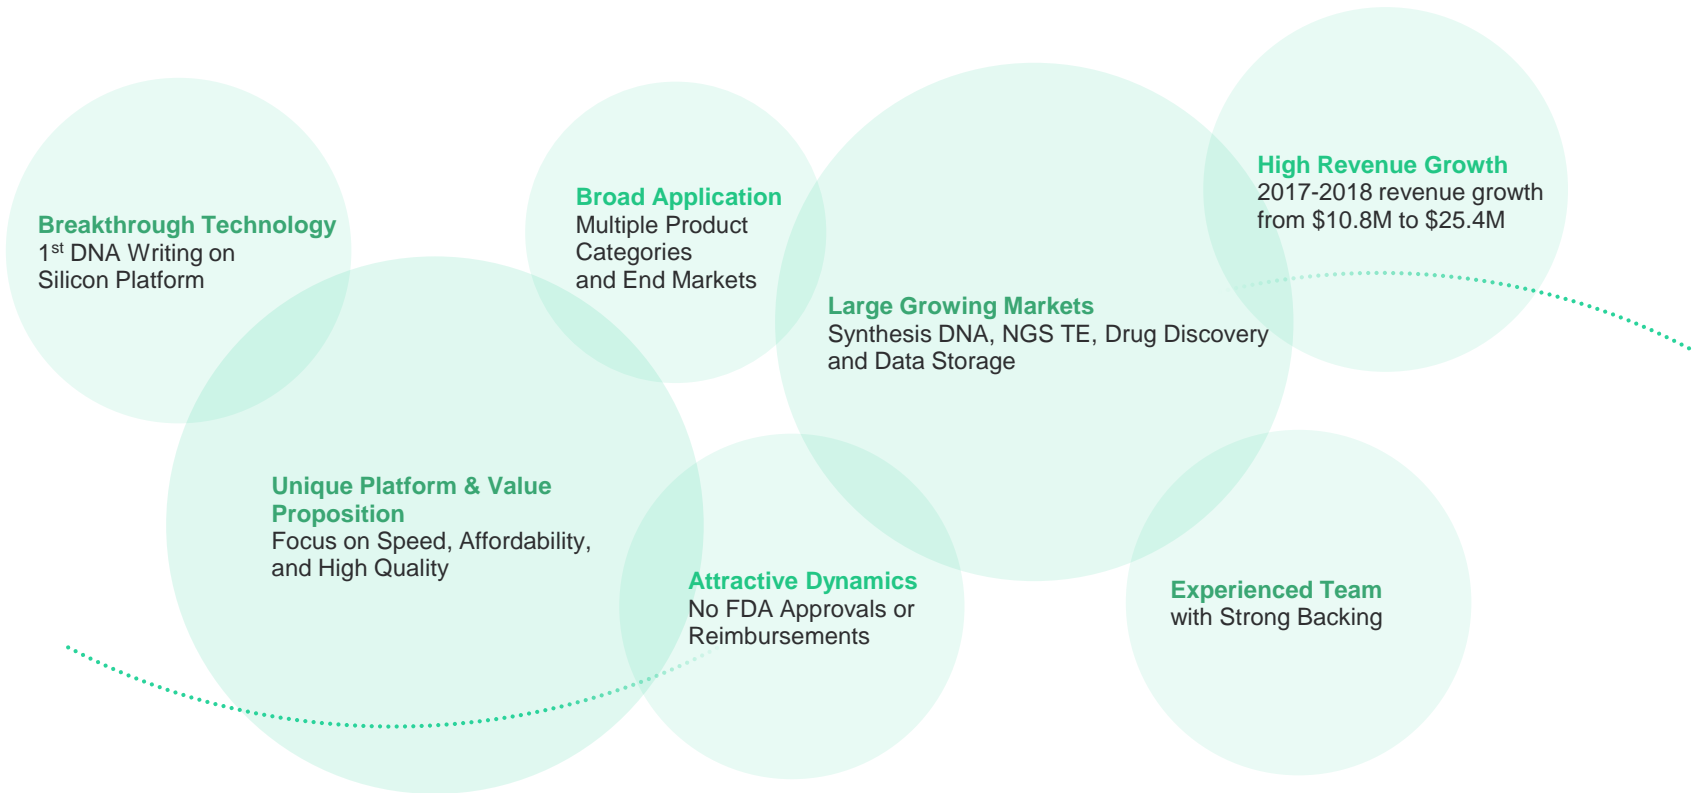 Breakthrough Technology
1st DNA Writing on
Silicon Platform
Broad Application
Multiple Product
Categories
and End Markets
High Revenue Growth
2017-2018 revenue growth
from $10.8M to $25.4M
Large Growing Markets
Synthesis DNA, NGS TE, Drug Discovery
and Data Storage
Unique Platform & Value
Proposition
Focus on Speed, Affordability,
and High Quality
Attractive Dynamics
No FDA Approvals or
Reimbursements
Experienced Team
with Strong Backing